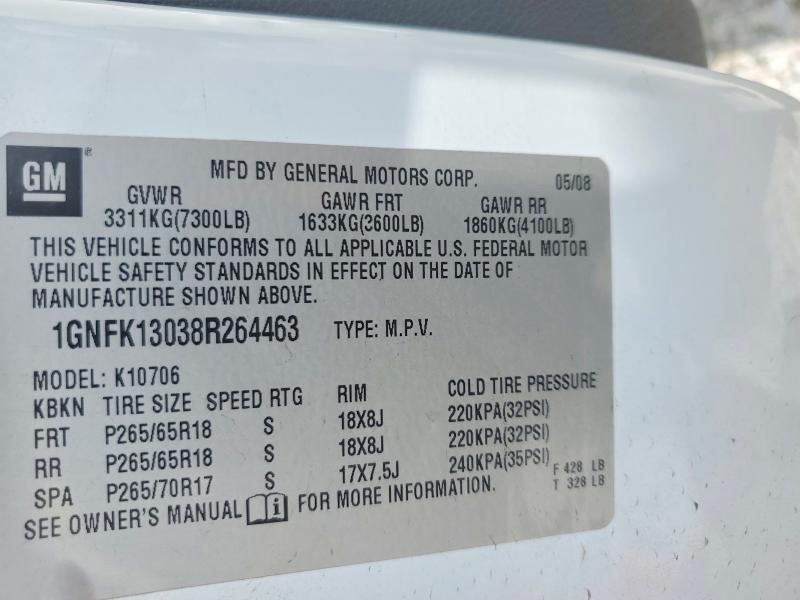 GM ® MFD BY GENERAL MOTORS CORP. 05/08
GVWR GAWR FRT GAWR RR
3311KG(7300LB) 1633KG(3600LB) 1860KG(4100LB)
THIS VEHICLE CONFORMS TO ALL APPLICABLE U.S. FEDERAL MOTOR
VEHICLE SAFETY STANDARDS IN EFFECT ON THE DATE OF
MANUFACTURE SHOWN ABOVE.
1GNFK13038R264463 TYPE: M.P.V.
MODEL: K10706
KBKN TIRE SIZE SPEED RTG RIM COLD TIRE PRESSURE
FRT P265/65R18 S 18X8J 220KPA(32PSI)
RR P265/65R18 S 18X8J 220KPA(32PSI)
SPA P265/70R17 S 17X7.5J 240KPA(35PSI) F 428 LB
T 328 LB
SEE OWNER'S MANUAL i FOR MORE INFORMATION.